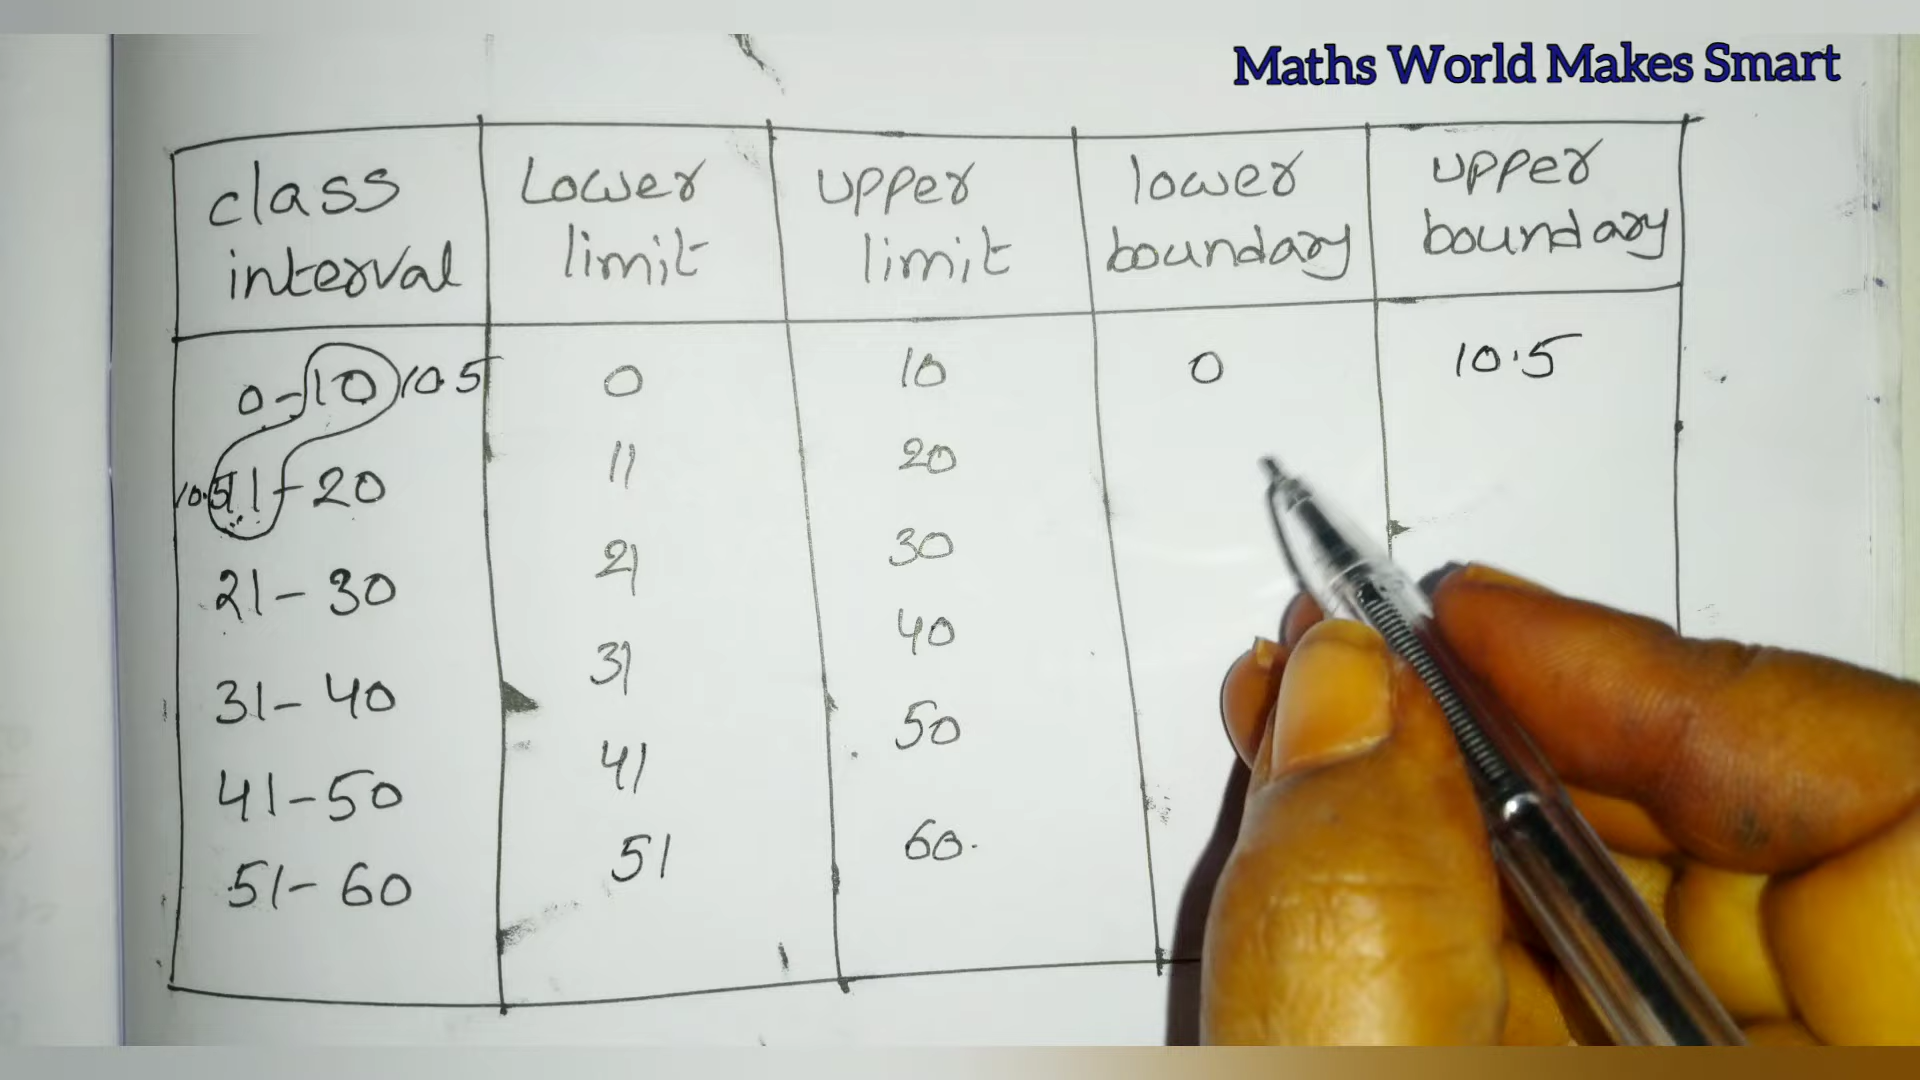 Maths World Makes Smart
class interval
Lower limit
upper limit
lower boundary
upper boundary
0-10 10.5 0 10 0 10.5
10.5 11-20 11 20
21-30 21 30
31-40 31 40
41-50 41 50
51-60 51 60.